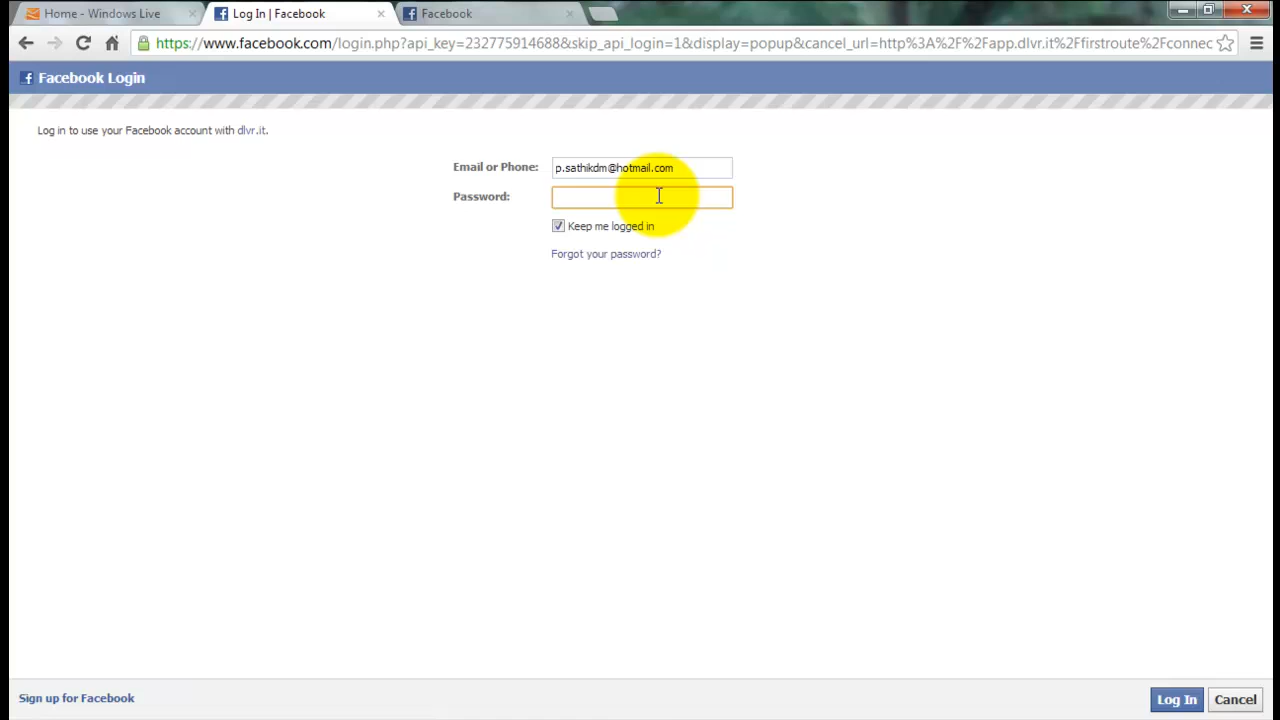 Home - Windows Live
Log In | Facebook
Facebook
https://www.facebook.com/login.php?api_key=232775914688&skip_api_login=1&display=popup&cancel_url=http%3A%2F%2Fapp.dlvr.it%2Ffirstroute%2Fconnec
Facebook Login
Log in to use your Facebook account with dlvr.it.
Email or Phone: p.sathikdm@hotmail.com
Password:
Keep me logged in
Forgot your password?
Sign up for Facebook
Log In Cancel